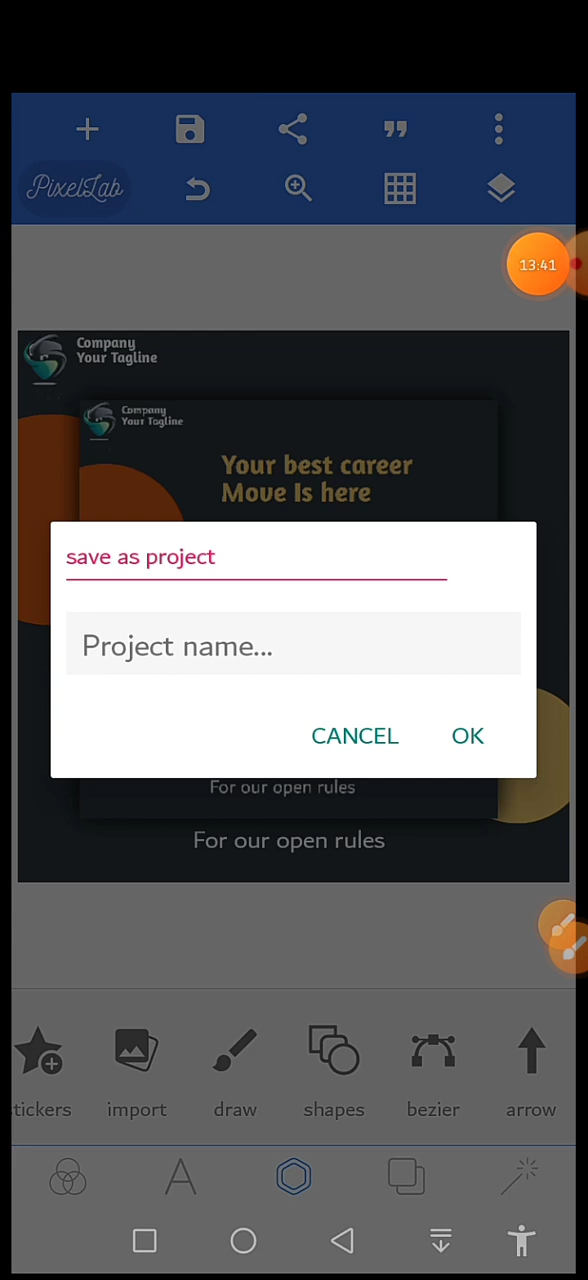 PixelLab
13:41
Company
Your Tagline
Company
Your Tagline
Your best career
Move Is here
save as project
Project name...
CANCEL OK
For our open rules
For our open rules
tickers import draw shapes bezier arrow